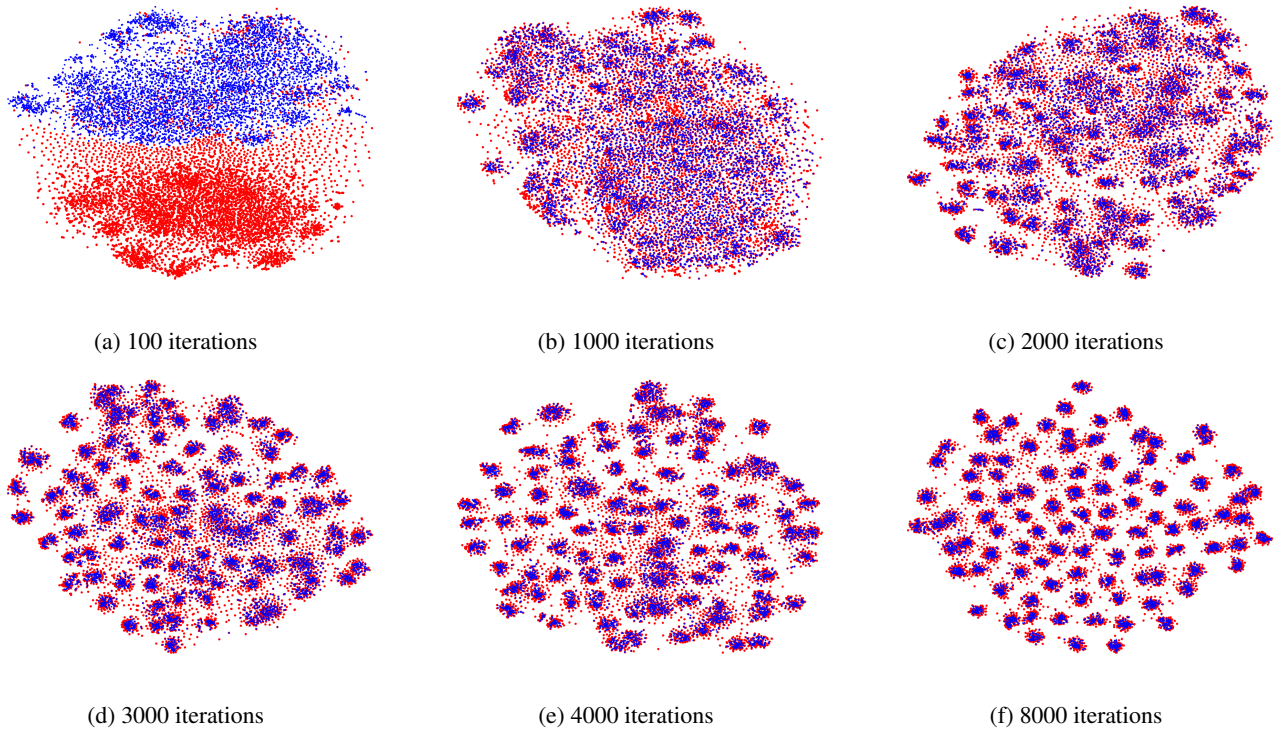 (a) 100 iterations
(b) 1000 iterations
(c) 2000 iterations
(d) 3000 iterations
(e) 4000 iterations
(f) 8000 iterations